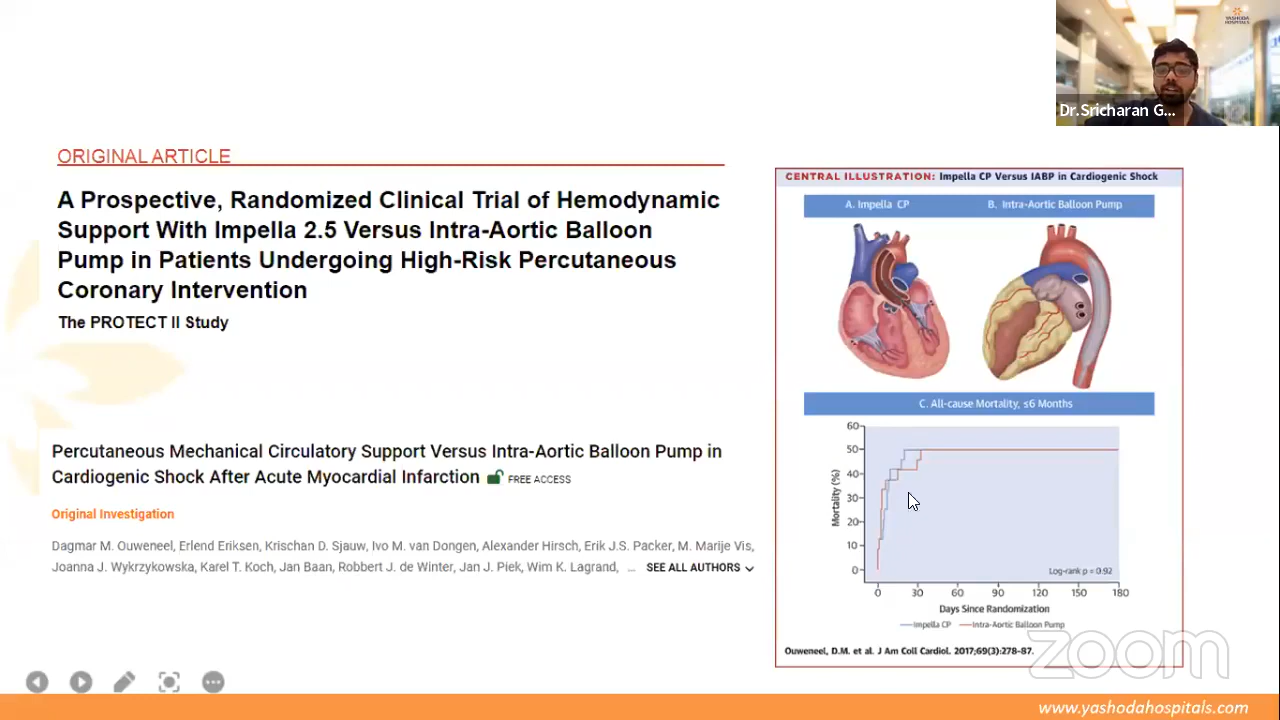 YASHODA
HOSPITALS
Dr.Sricharan G...
ORIGINAL ARTICLE
A Prospective, Randomized Clinical Trial of Hemodynamic
Support With Impella 2.5 Versus Intra-Aortic Balloon
Pump in Patients Undergoing High-Risk Percutaneous
Coronary Intervention
The PROTECT II Study
Percutaneous Mechanical Circulatory Support Versus Intra-Aortic Balloon Pump in
Cardiogenic Shock After Acute Myocardial Infarction FREE ACCESS
Original Investigation
Dagmar M. Ouweneel, Erlend Eriksen, Krischan D. Sjauw, Ivo M. van Dongen, Alexander Hirsch, Erik J.S. Packer, M. Marije Vis,
Joanna J. Wykrzykowska, Karel T. Koch, Jan Baan, Robbert J. de Winter, Jan J. Piek, Wim K. Lagrand, ... SEE ALL AUTHORS
CENTRAL ILLUSTRATION: Impella CP Versus IABP in Cardiogenic Shock
A. Impella CP
B. Intra-Aortic Balloon Pump
C. All-cause Mortality, ≤6 Months
Mortality (%)
60
50
40
30
20
10
0
Log-rank p = 0.92
0 30 60 90 120 150 180
Days Since Randomization
Impella CP Intra-Aortic Balloon Pump
Ouweneel, D.M. et al. J Am Coll Cardiol. 2017;69(3):278-87.
zoom
www.yashodahospitals.com